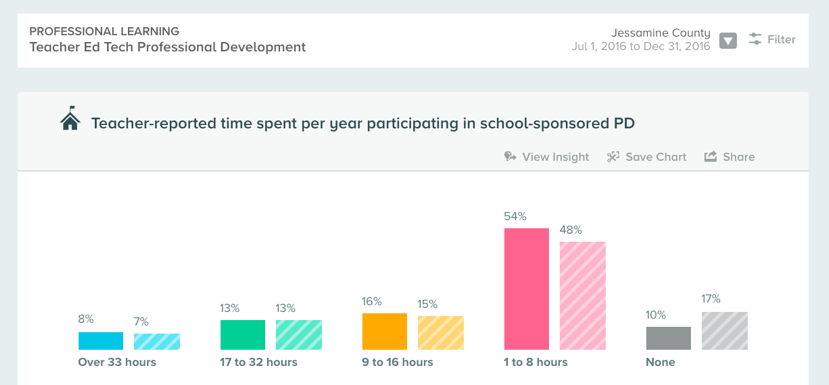 PROFESSIONAL LEARNING
Teacher Ed Tech Professional Development
Jessamine County
Jul 1, 2016 to Dec 31, 2016
Filter
Teacher-reported time spent per year participating in school-sponsored PD
View Insight Save Chart Share
8% 7% 13% 13% 16% 15% 54% 48% 10% 17%
Over 33 hours 17 to 32 hours 9 to 16 hours 1 to 8 hours None